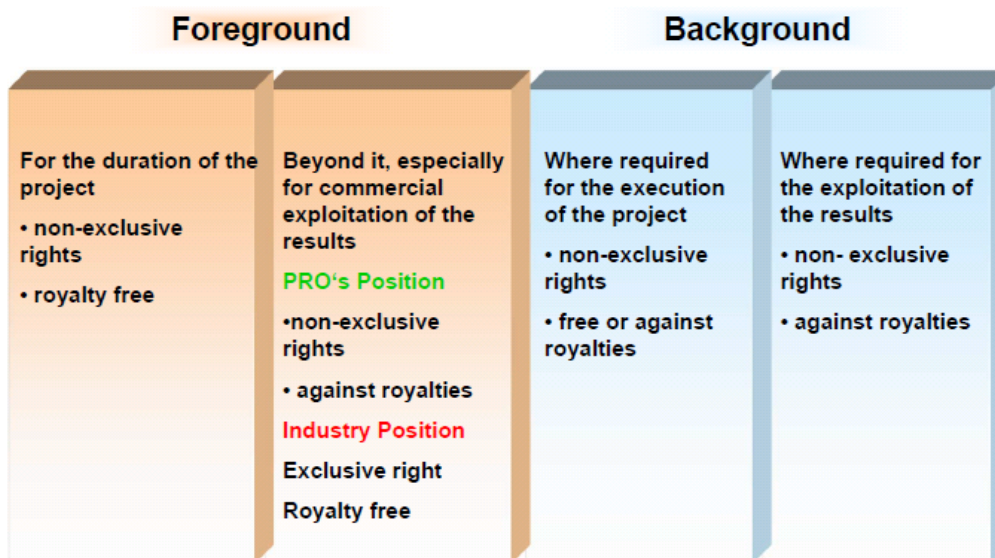 Foreground
Background
For the duration of the
project
• non-exclusive
rights
• royalty free
Beyond it, especially
for commercial
exploitation of the
results
PRO‘s Position
•non-exclusive
rights
• against royalties
Industry Position
Exclusive right
Royalty free
Where required
for the execution
of the project
• non-exclusive
rights
• free or against
royalties
Where required for
the exploitation of
the results
• non- exclusive
rights
• against royalties